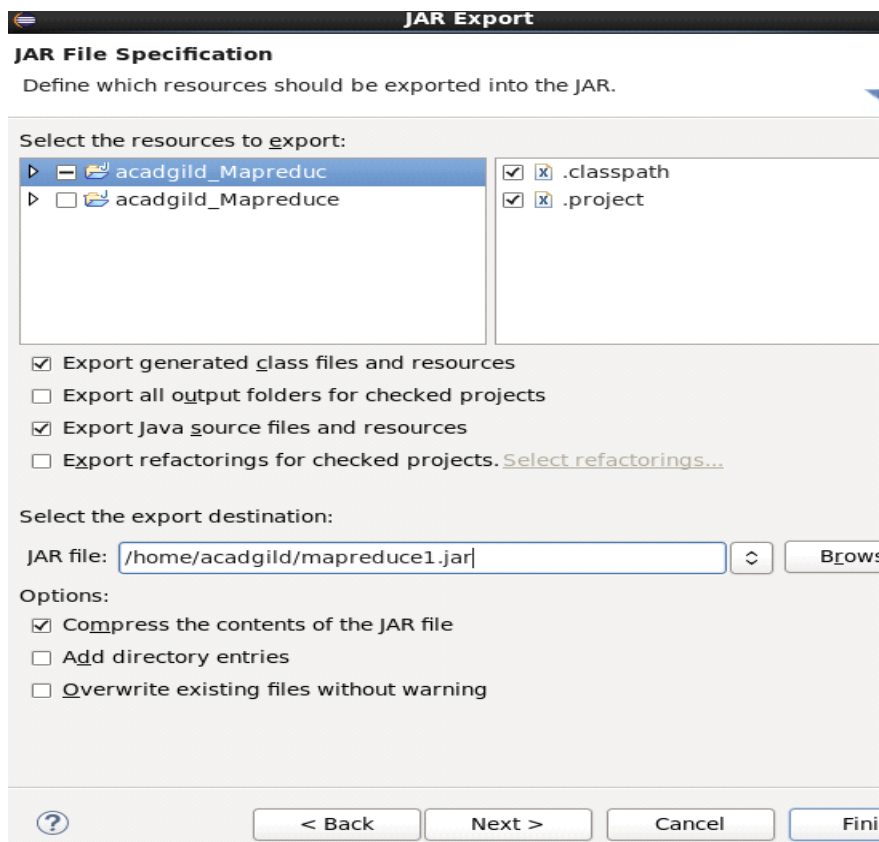 JAR Export
JAR File Specification
Define which resources should be exported into the JAR.
Select the resources to export:
acadgild_Mapreduc
acadgild_Mapreduce
.classpath
.project
Export generated class files and resources
Export all output folders for checked projects
Export Java source files and resources
Export refactorings for checked projects. Select refactorings...
Select the export destination:
JAR file: /home/acadgild/mapreduce1.jar
Brows
Options:
Compress the contents of the JAR file
Add directory entries
Overwrite existing files without warning
? < Back Next > Cancel Fini